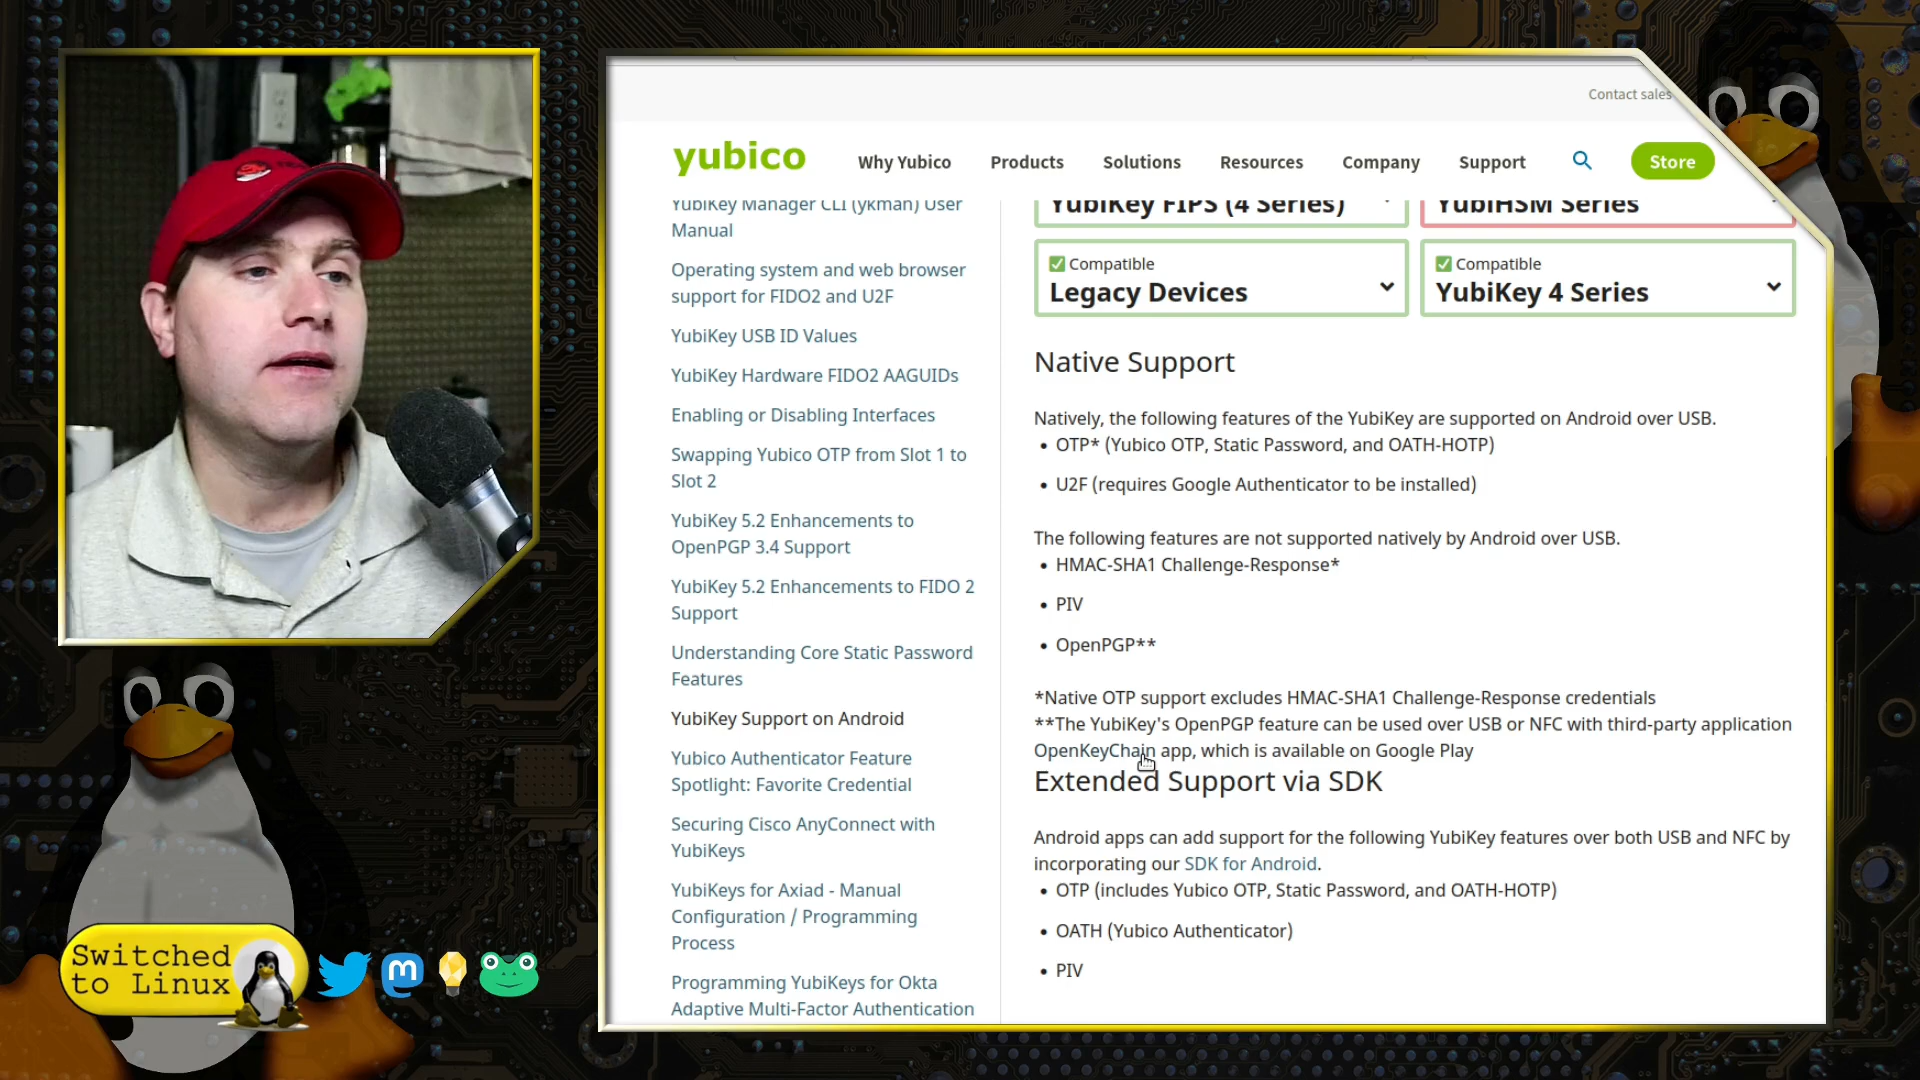 Contact sales
yubico
Why Yubico
Products
Solutions
Resources
Company
Support
Store
YubiKey Manager CLI (ykman) User
Manual
Operating system and web browser
support for FIDO2 and U2F
YubiKey USB ID Values
YubiKey Hardware FIDO2 AAGUIDs
Enabling or Disabling Interfaces
Swapping Yubico OTP from Slot 1 to
Slot 2
YubiKey 5.2 Enhancements to
OpenPGP 3.4 Support
YubiKey 5.2 Enhancements to FIDO 2
Support
Understanding Core Static Password
Features
YubiKey Support on Android
Yubico Authenticator Feature
Spotlight: Favorite Credential
Securing Cisco AnyConnect with
YubiKeys
YubiKeys for Axiad - Manual
Configuration / Programming
Process
Programming YubiKeys for Okta
Adaptive Multi-Factor Authentication
YubiKey FIPS (4 Series)
YubiHSM Series
Compatible
Legacy Devices
Compatible
YubiKey 4 Series
Native Support
Natively, the following features of the YubiKey are supported on Android over USB.
• OTP* (Yubico OTP, Static Password, and OATH-HOTP)
• U2F (requires Google Authenticator to be installed)
The following features are not supported natively by Android over USB.
• HMAC-SHA1 Challenge-Response*
• PIV
• OpenPGP**
*Native OTP support excludes HMAC-SHA1 Challenge-Response credentials
**The YubiKey's OpenPGP feature can be used over USB or NFC with third-party application
OpenKeyChain app, which is available on Google Play
Extended Support via SDK
Android apps can add support for the following YubiKey features over both USB and NFC by
incorporating our SDK for Android.
• OTP (includes Yubico OTP, Static Password, and OATH-HOTP)
• OATH (Yubico Authenticator)
• PIV
Switched
to Linux